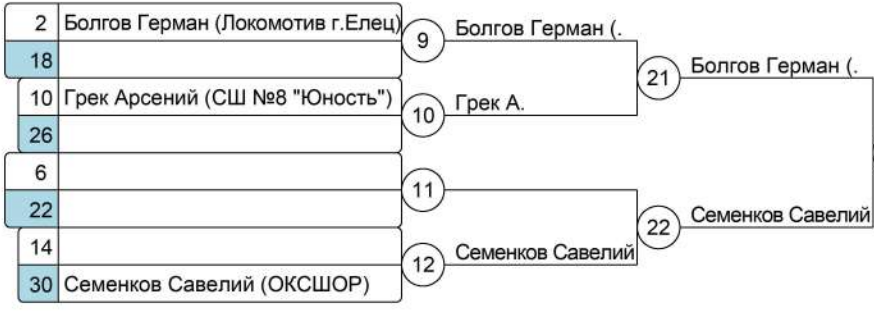 2 Болгов Герман (Локомотив г.Елец)
18
9 Болгов Герман (.
10 Грек Арсений (СШ №8 "Юность")
26
10 Грек А.
21 Болгов Герман (.
6
22
11
14
30 Семенков Савелий (ОКСШОР)
12 Семенков Савелий
22 Семенков Савелий